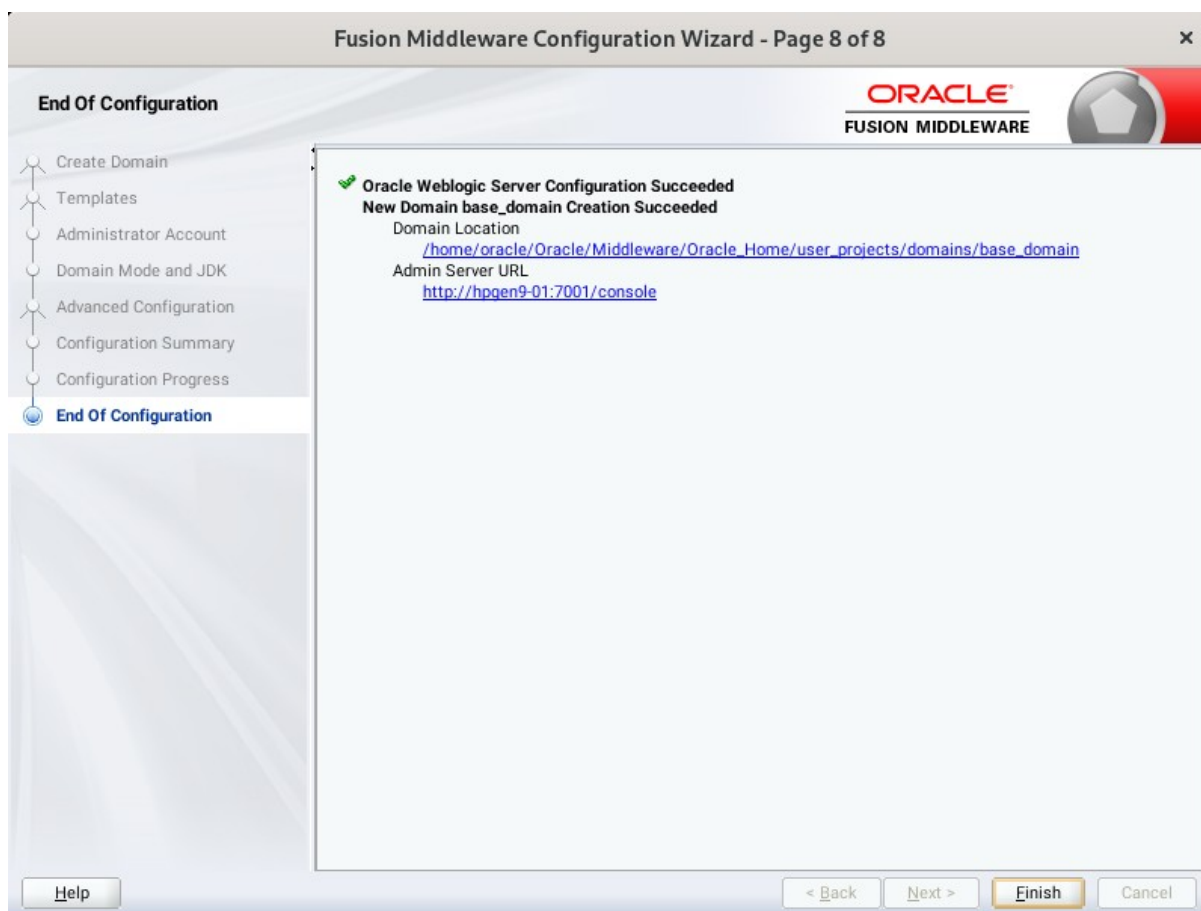 Fusion Middleware Configuration Wizard - Page 8 of 8
End Of Configuration
ORACLE
FUSION MIDDLEWARE
Create Domain
Templates
Administrator Account
Domain Mode and JDK
Advanced Configuration
Configuration Summary
Configuration Progress
End Of Configuration
Oracle Weblogic Server Configuration Succeeded
New Domain base_domain Creation Succeeded
Domain Location
/home/oracle/Oracle/Middleware/Oracle_Home/user_projects/domains/base_domain
Admin Server URL
http://hpgen9-01:7001/console
Help
< Back
Next >
Finish
Cancel